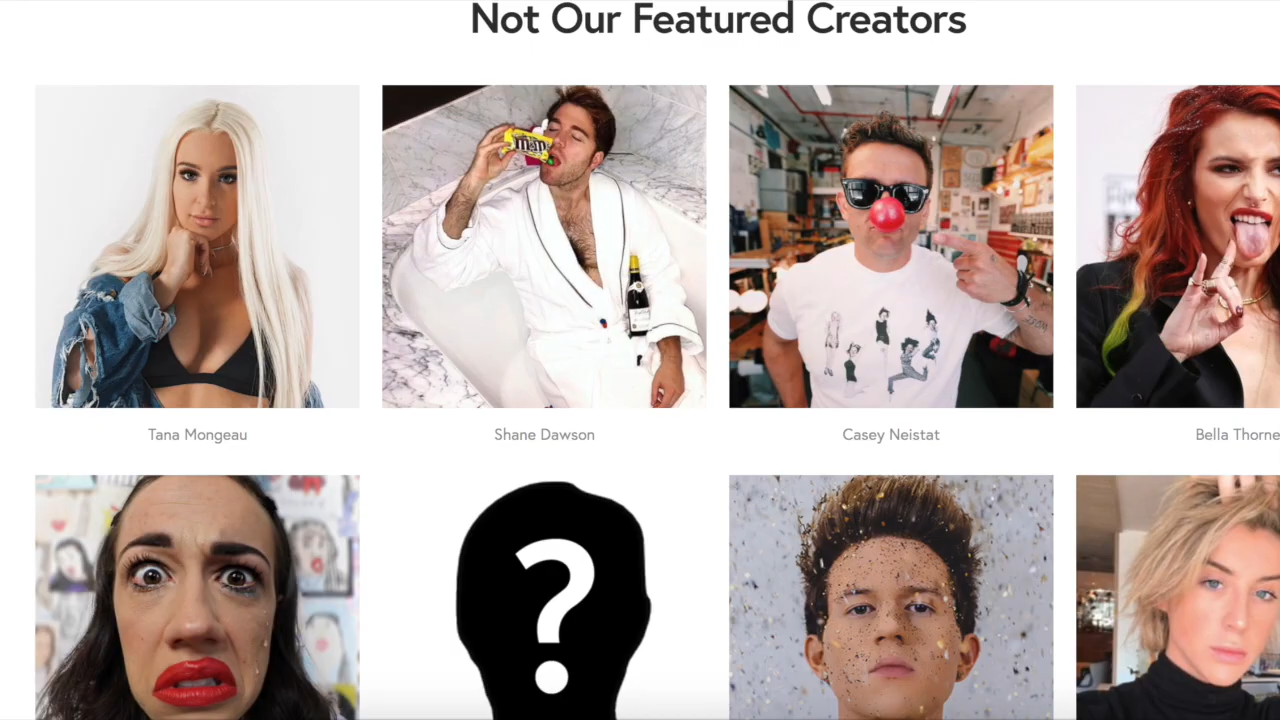 Not Our Featured Creators
m&m's
Tana Mongeau
Shane Dawson
Casey Neistat
Bella Thorne
?